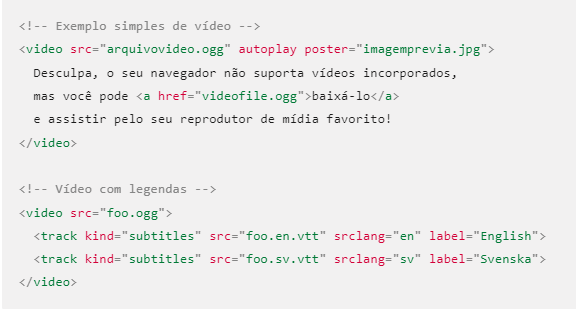 <!-- Exemplo simples de vídeo -->
<video src="arquivovideo.ogg" autoplay poster="imagemprevia.jpg">
  Desculpa, o seu navegador não suporta vídeos incorporados,
  mas você pode <a href="videofile.ogg">baixá-lo</a>
  e assistir pelo seu reprodutor de mídia favorito!
</video>

<!-- Vídeo com legendas -->
<video src="foo.ogg">
  <track kind="subtitles" src="foo.en.vtt" srclang="en" label="English">
  <track kind="subtitles" src="foo.sv.vtt" srclang="sv" label="Svenska">
</video>